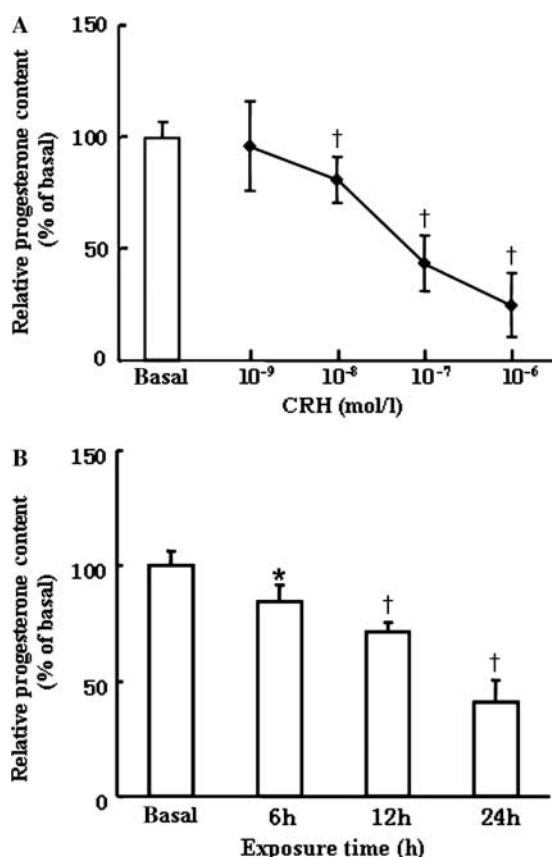 A
Relative progesterone content
(% of basal)
150
100
50
0
†
†
†
Basal
10⁻⁹
10⁻⁸
10⁻⁷
10⁻⁶
CRH (mol/l)
B
Relative progesterone content
(% of basal)
150
100
50
0
*
†
†
Basal
6h
12h
24h
Exposure time (h)